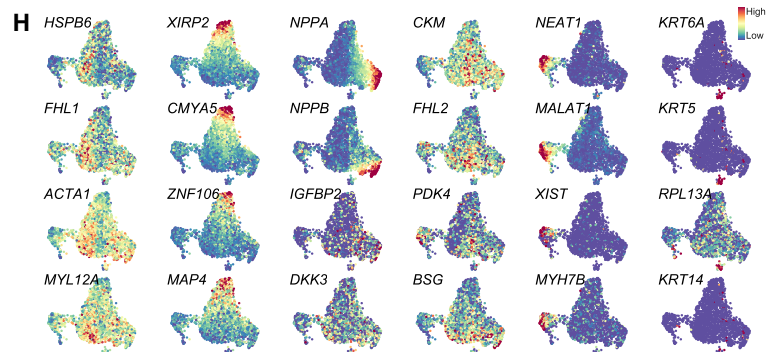 H
HSPB6 XIRP2 NPPA CKM NEAT1 KRT6A
High
Low
FHL1 CMYA5 NPPB FHL2 MALAT1 KRT5
ACTA1 ZNF106 IGFBP2 PDK4 XIST RPL13A
MYL12A MAP4 DKK3 BSG MYH7B KRT14